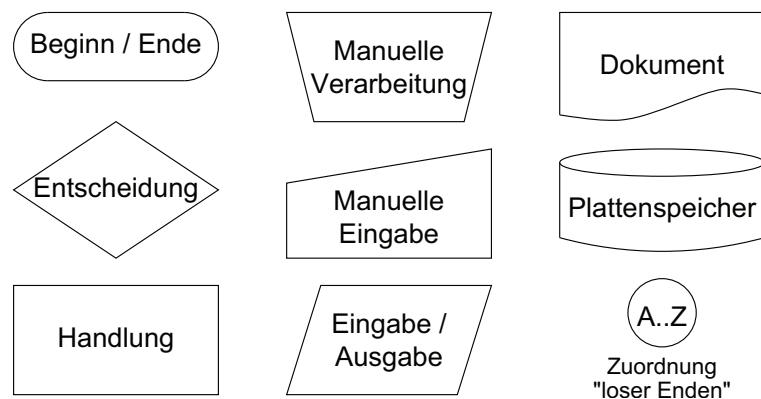 Beginn / Ende
Manuelle
Verarbeitung
Dokument
Entscheidung
Manuelle
Eingabe
Plattenspeicher
Handlung
Eingabe /
Ausgabe
A..Z
Zuordnung
"loser Enden"